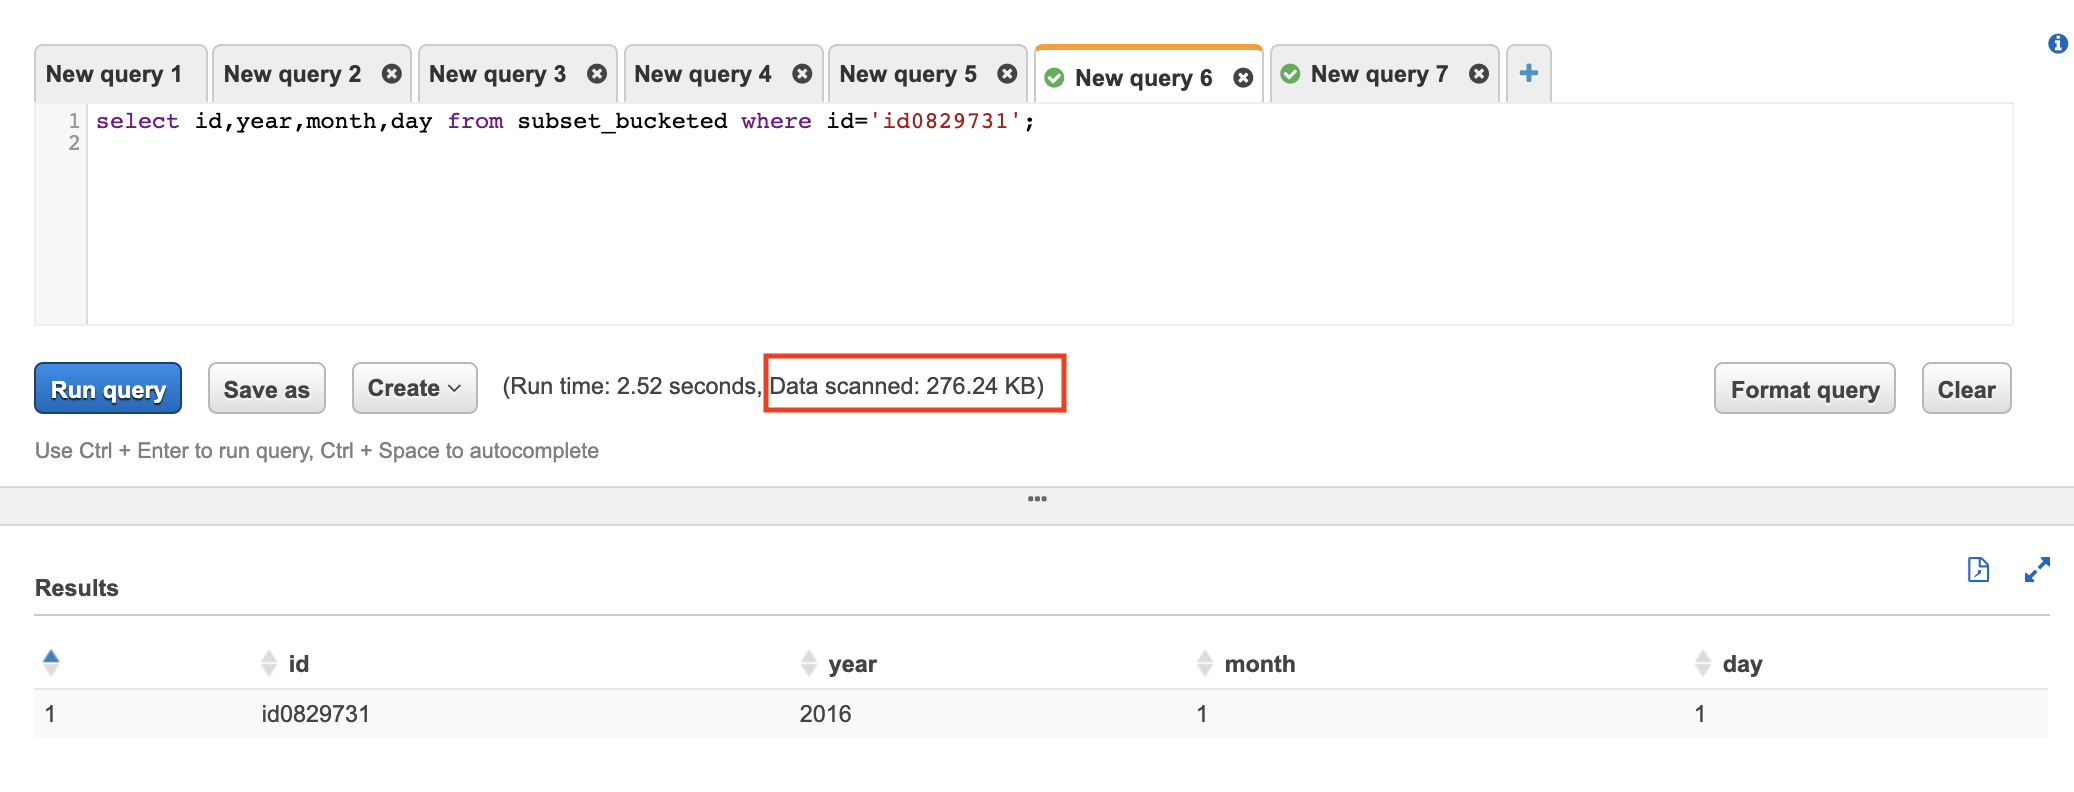 New query 1 New query 2 New query 3 New query 4 New query 5 New query 6 New query 7
1 select id,year,month,day from subset_bucketed where id='id0829731';
2
Run query Save as Create (Run time: 2.52 seconds, Data scanned: 276.24 KB) Format query Clear
Use Ctrl + Enter to run query, Ctrl + Space to autocomplete
Results
id year month day
1 id0829731 2016 1 1